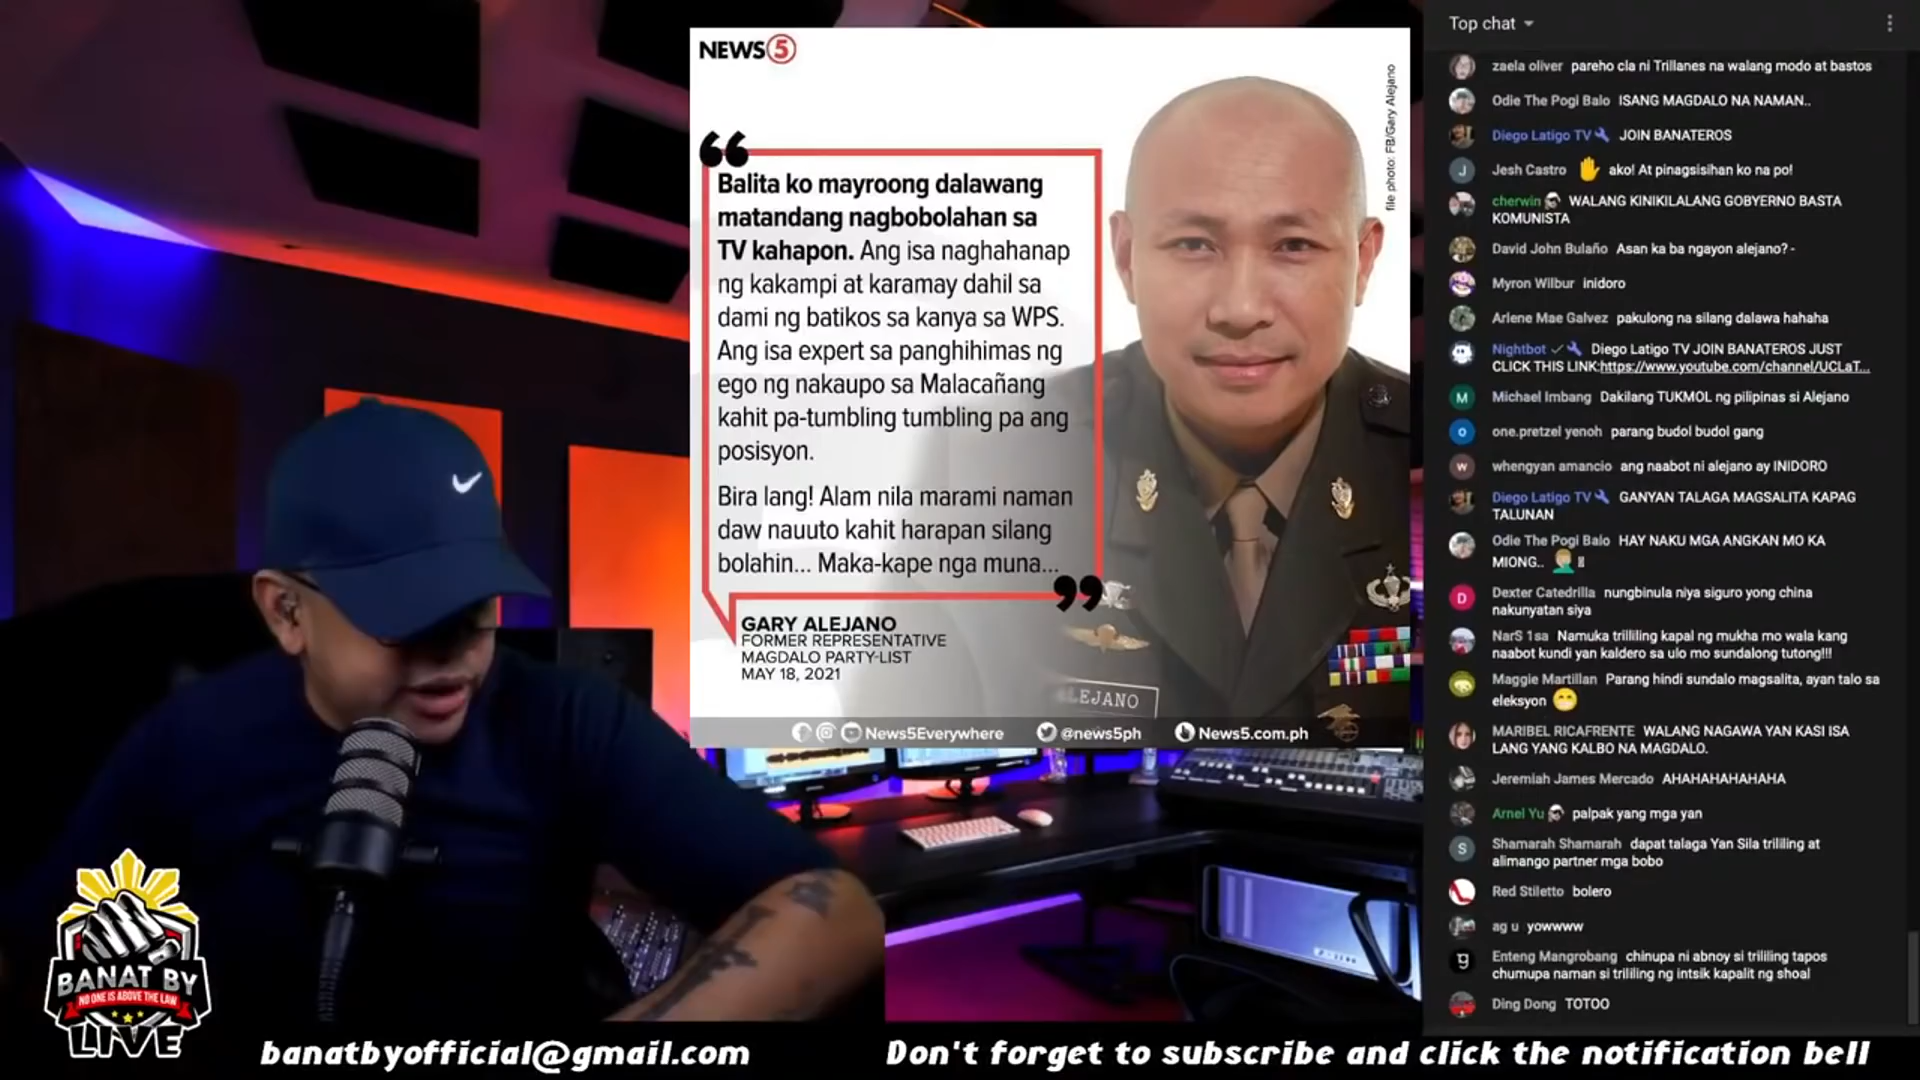 NEWS 5
file photo: FB/Gary Alejano
Balita ko mayroong dalawang
matandang nagbobolahan sa
TV kahapon. Ang isa naghahanap
ng kakampi at karamay dahil sa
dami ng batikos sa kanya sa WPS.
Ang isa expert sa panghihimas ng
ego ng nakaupo sa Malacañang
kahit pa-tumbling tumbling pa ang
posisyon.
Bira lang! Alam nila marami naman
daw nauuto kahit harapan silang
bolahin... Maka-kape nga muna...
GARY ALEJANO
FORMER REPRESENTATIVE
MAGDALO PARTY-LIST
MAY 18, 2021
ALEJANO
News5Everywhere
@news5ph
News5.com.ph
Top chat
zaela oliver pareho cla ni Trillanes na walang modo at bastos
Odie The Pogi Balo ISANG MAGDALO NA NAMAN..
Diego Latigo TV JOIN BANATEROS
J Jesh Castro ✋ ako! At pinagsisihan ko na po!
cherwin WALANG KINIKILALANG GOBYERNO BASTA
KOMUNISTA
David John Bulaño Asan ka ba ngayon alejano? -
Myron Wilbur inidoro
Arlene Mae Galvez pakulong na silang dalawa hahaha
Nightbot ✓ Diego Latigo TV JOIN BANATEROS JUST
CLICK THIS LINK:https://www.youtube.com/channel/UCLaT...
M Michael Imbang Dakilang TUKMOL ng pilipinas si Alejano
o one.pretzel yenoh parang budol budol gang
w whengyan amancio ang naabot ni alejano ay INIDORO
Diego Latigo TV GANYAN TALAGA MAGSALITA KAPAG
TALUNAN
Odie The Pogi Balo HAY NAKU MGA ANGKAN MO KA
MIONG..
D Dexter Catedrilla nungbinula niya siguro yong china
nakunyatan siya
NarS 1sa Namuka trilliling kapal ng mukha mo wala kang
naabot kundi yan kaldero sa ulo mo sundalong tutong!!!
Maggie Martillan Parang hindi sundalo magsalita, ayan talo sa
eleksyon 😁
MARIBEL RICAFRENTE WALANG NAGAWA YAN KASI ISA
LANG YANG KALBO NA MAGDALO.
Jeremiah James Mercado AHAHAHAHAHAHA
Arnel Yu palpak yang mga yan
S Shamarah Shamarah dapat talaga Yan Sila trililing at
alimango partner mga bobo
Red Stiletto bolero
ag u yowwww
Enteng Mangrobang chinupa ni abnoy si trililing tapos
chumupa naman si trililing ng intsik kapalit ng shoal
Ding Dong TOTOO
BANAT BY
NO ONE IS ABOVE THE LAW
LIVE
banatbyofficial@gmail.com
Don't forget to subscribe and click the notification bell